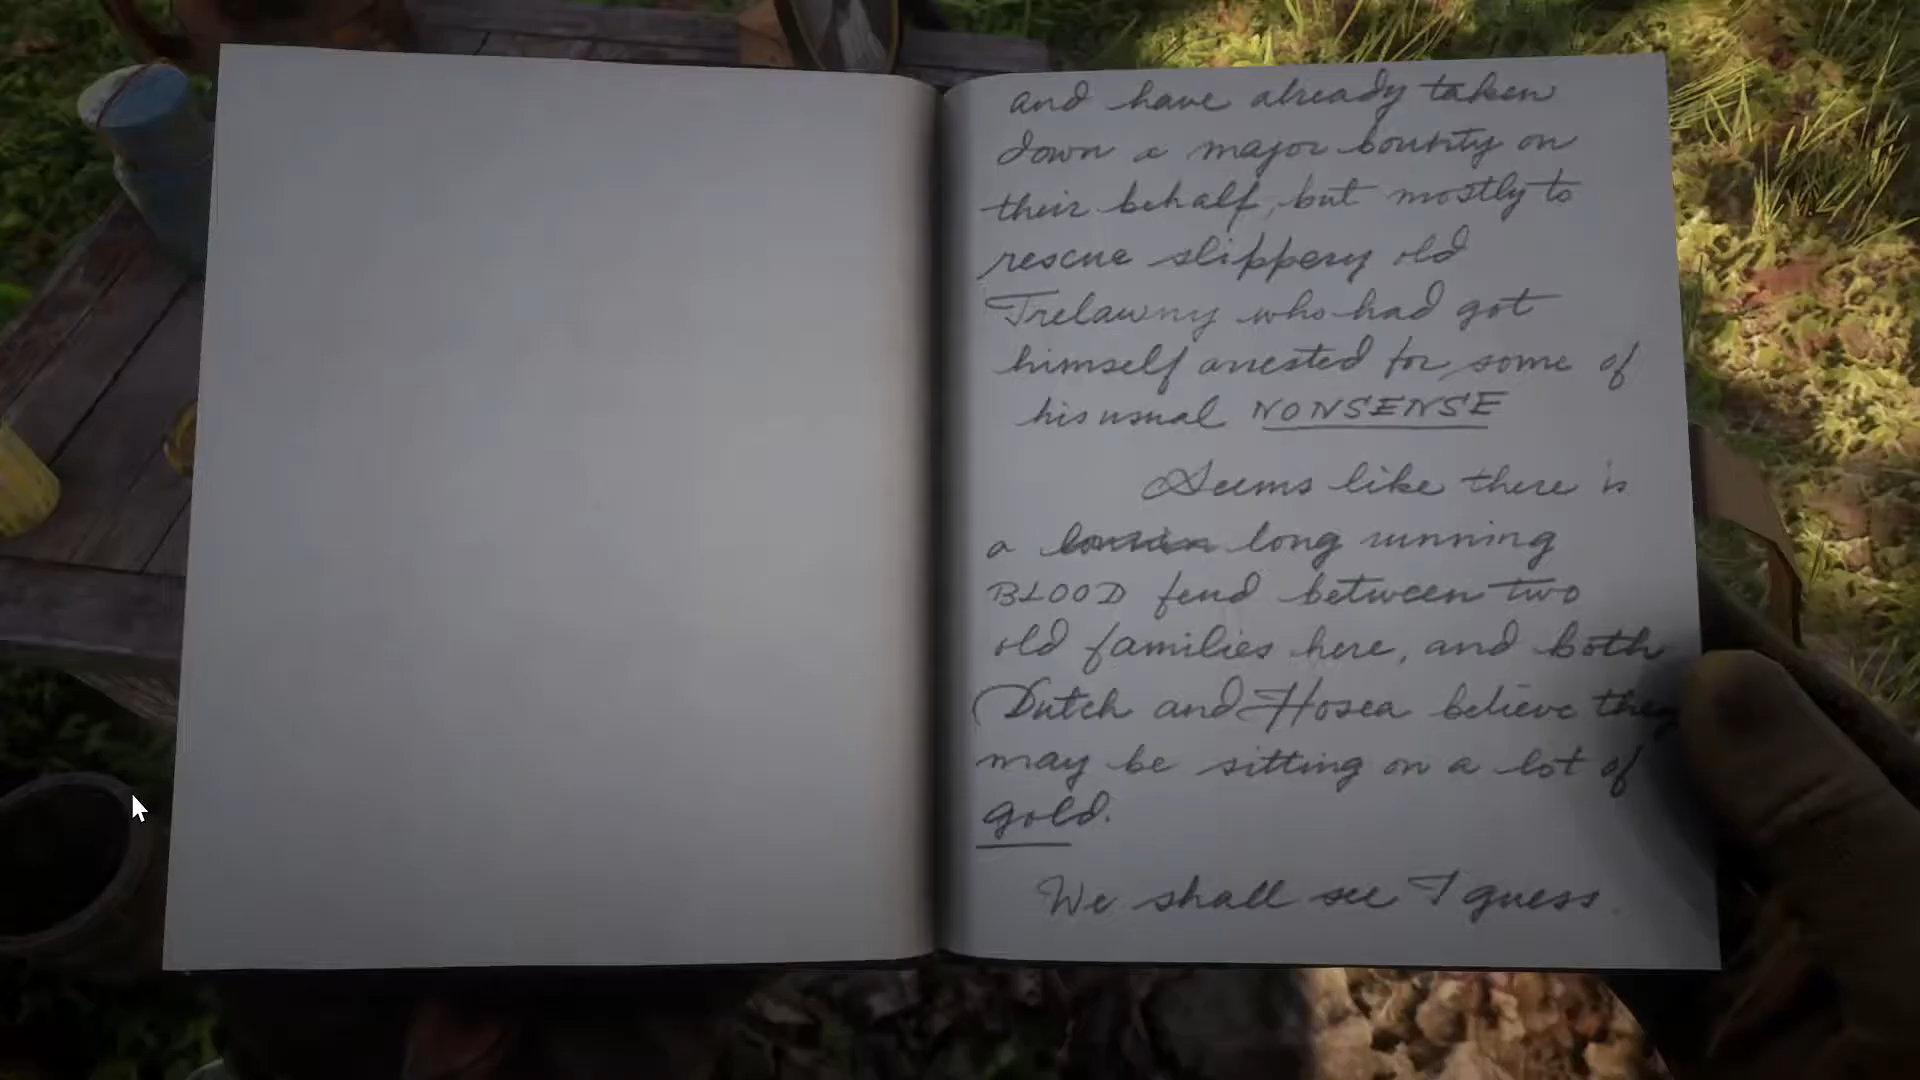 and have already taken
down a major bounty on
their behalf, but mostly to
rescue slippery old
Trelawny who had got
himself arrested for some of
his usual NONSENSE
Seems like there is
a long running
BLOOD feud between two
old families here, and both
Dutch and Hosea believe they
may be sitting on a lot of
gold.
We shall see I guess.